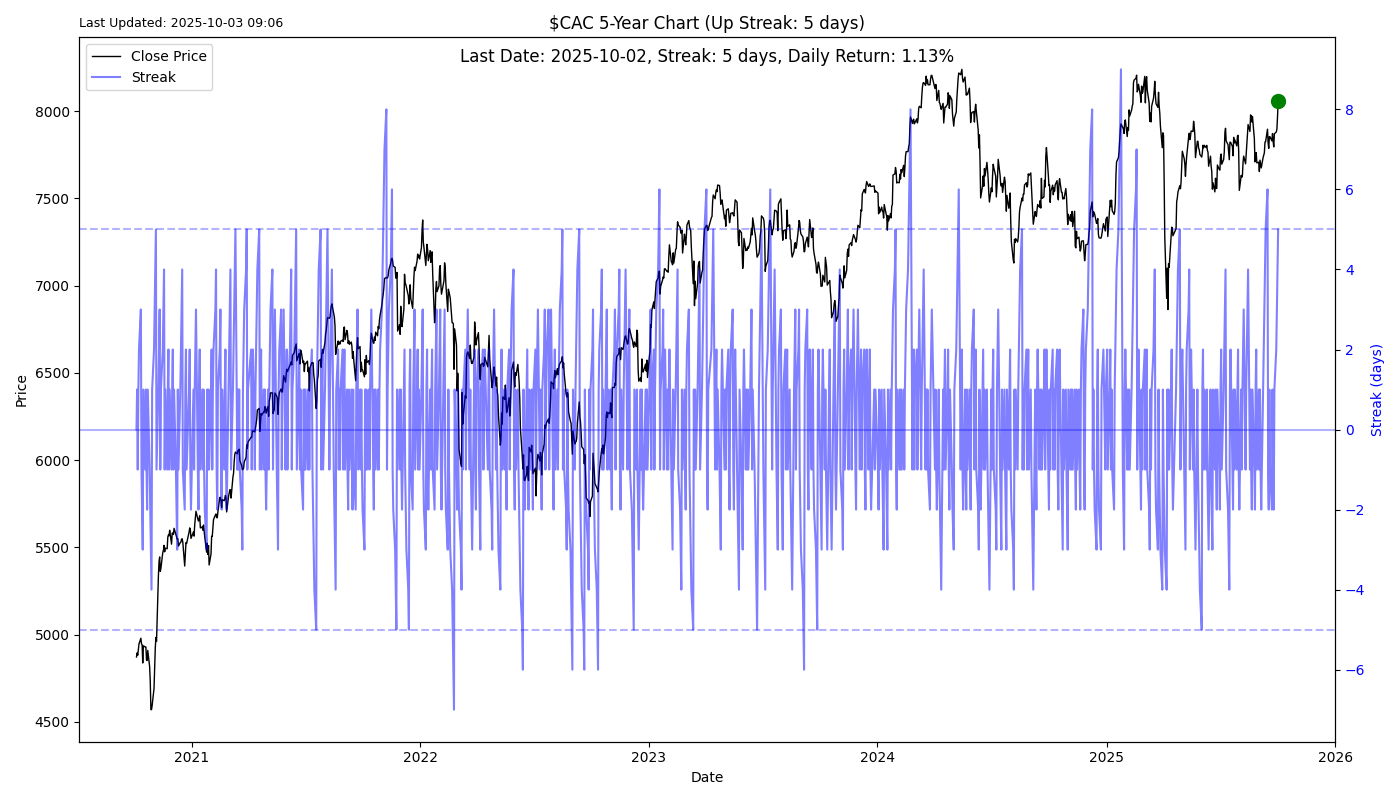 Last Updated: 2025-10-03 09:06
$CAC 5-Year Chart (Up Streak: 5 days)
Last Date: 2025-10-02, Streak: 5 days, Daily Return: 1.13%
Close Price
Streak
8000
7500
7000
6500
6000
5500
5000
4500
Price
8
6
4
2
0
−2
−4
−6
Streak (days)
2021
2022
2023
2024
2025
2026
Date